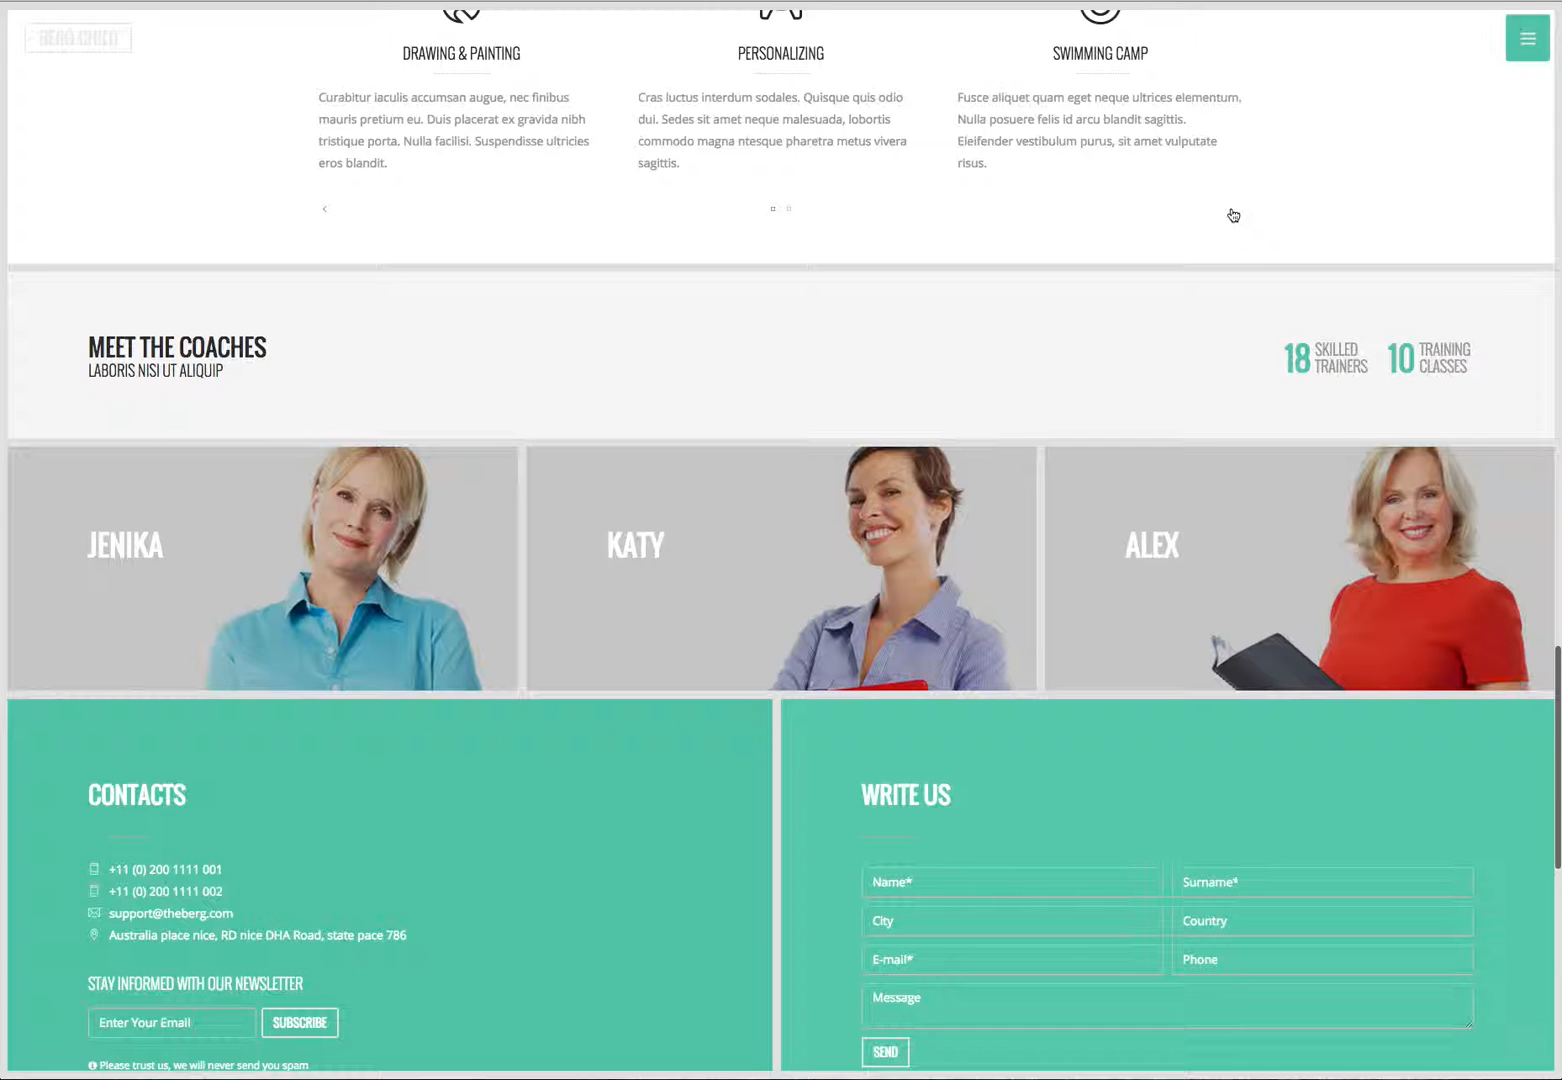 DRAWING & PAINTING
Curabitur iaculis accumsan augue, nec finibus
mauris pretium eu. Duis placerat ex gravida nibh
tristique porta. Nulla facilisi. Suspendisse ultricies
eros blandit.
PERSONALIZING
Cras luctus interdum sodales. Quisque quis odio
dui. Sedes sit amet neque malesuada, lobortis
commodo magna ntesque pharetra metus vivera
sagittis.
SWIMMING CAMP
Fusce aliquet quam eget neque ultrices elementum.
Nulla posuere felis id arcu blandit sagittis.
Eleifender vestibulum purus, sit amet vulputate
risus.
MEET THE COACHES
LABORIS NISI UT ALIQUIP
18 SKILLED TRAINERS
10 TRAINING CLASSES
JENIKA
KATY
ALEX
CONTACTS
+11 (0) 200 1111 001
+11 (0) 200 1111 002
support@theberg.com
Australia place nice, RD nice DHA Road, state pace 786
STAY INFORMED WITH OUR NEWSLETTER
Enter Your Email
SUBSCRIBE
Please trust us, we will never send you spam
WRITE US
Name*
Surname*
City
Country
E-mail*
Phone
Message
SEND